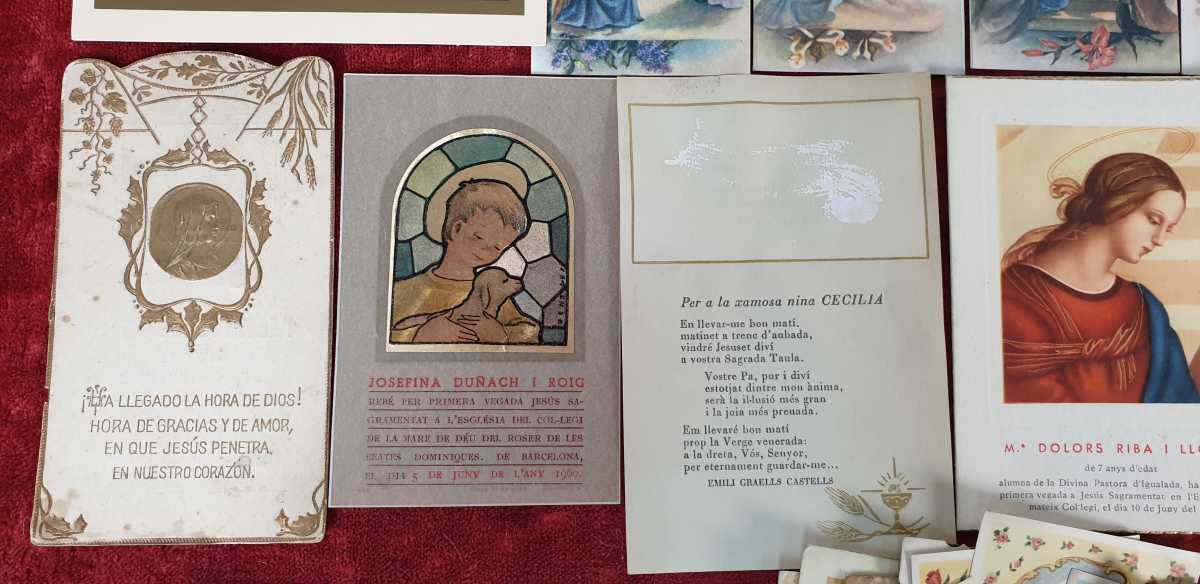 ¡Ha LLEGADO LA HORA DE DIOS!
HORA DE GRACIAS Y DE AMOR,
EN QUE JESÚS PENETRA,
EN NUESTRO CORAZÓN.
JOSEFINA DUÑACH I ROIG
REBÉ PER PRIMERA VEGADA JESÚS SA-
GRAMENTAT A L'ESGLÉSIA DEL COL-LEGI
DE LA MARE DE DÉU DEL ROSER DE LES
BEATES DOMINIQUES. DE BARCELONA,
EL DIA 5 DE JUNY DE L'ANY 1960.
Per a la xamosa nina CECILIA
En llevar-me bon matí,
matinet a trenc d'aubada,
vindré Jesuset diví
a vostra Sagrada Taula.
Vostre Pa, pur i diví
estotjat dintre mon ànima,
serà la il·lusió més gran
i la joia més preuada.
Em llevaré bon matí
prop la Verge venerada:
a la dreta, Vós, Senyor,
per eternament guardar-me...
EMILI GRAELLS CASTELLS
M.ª DOLORS RIBA I LLO
de 7 anys d'edat
alumna de la Divina Pastora d'Igualada, ha
primera vegada a Jesús Sagramentat en l'E
mateix Col·legi, el dia 10 de Juny del